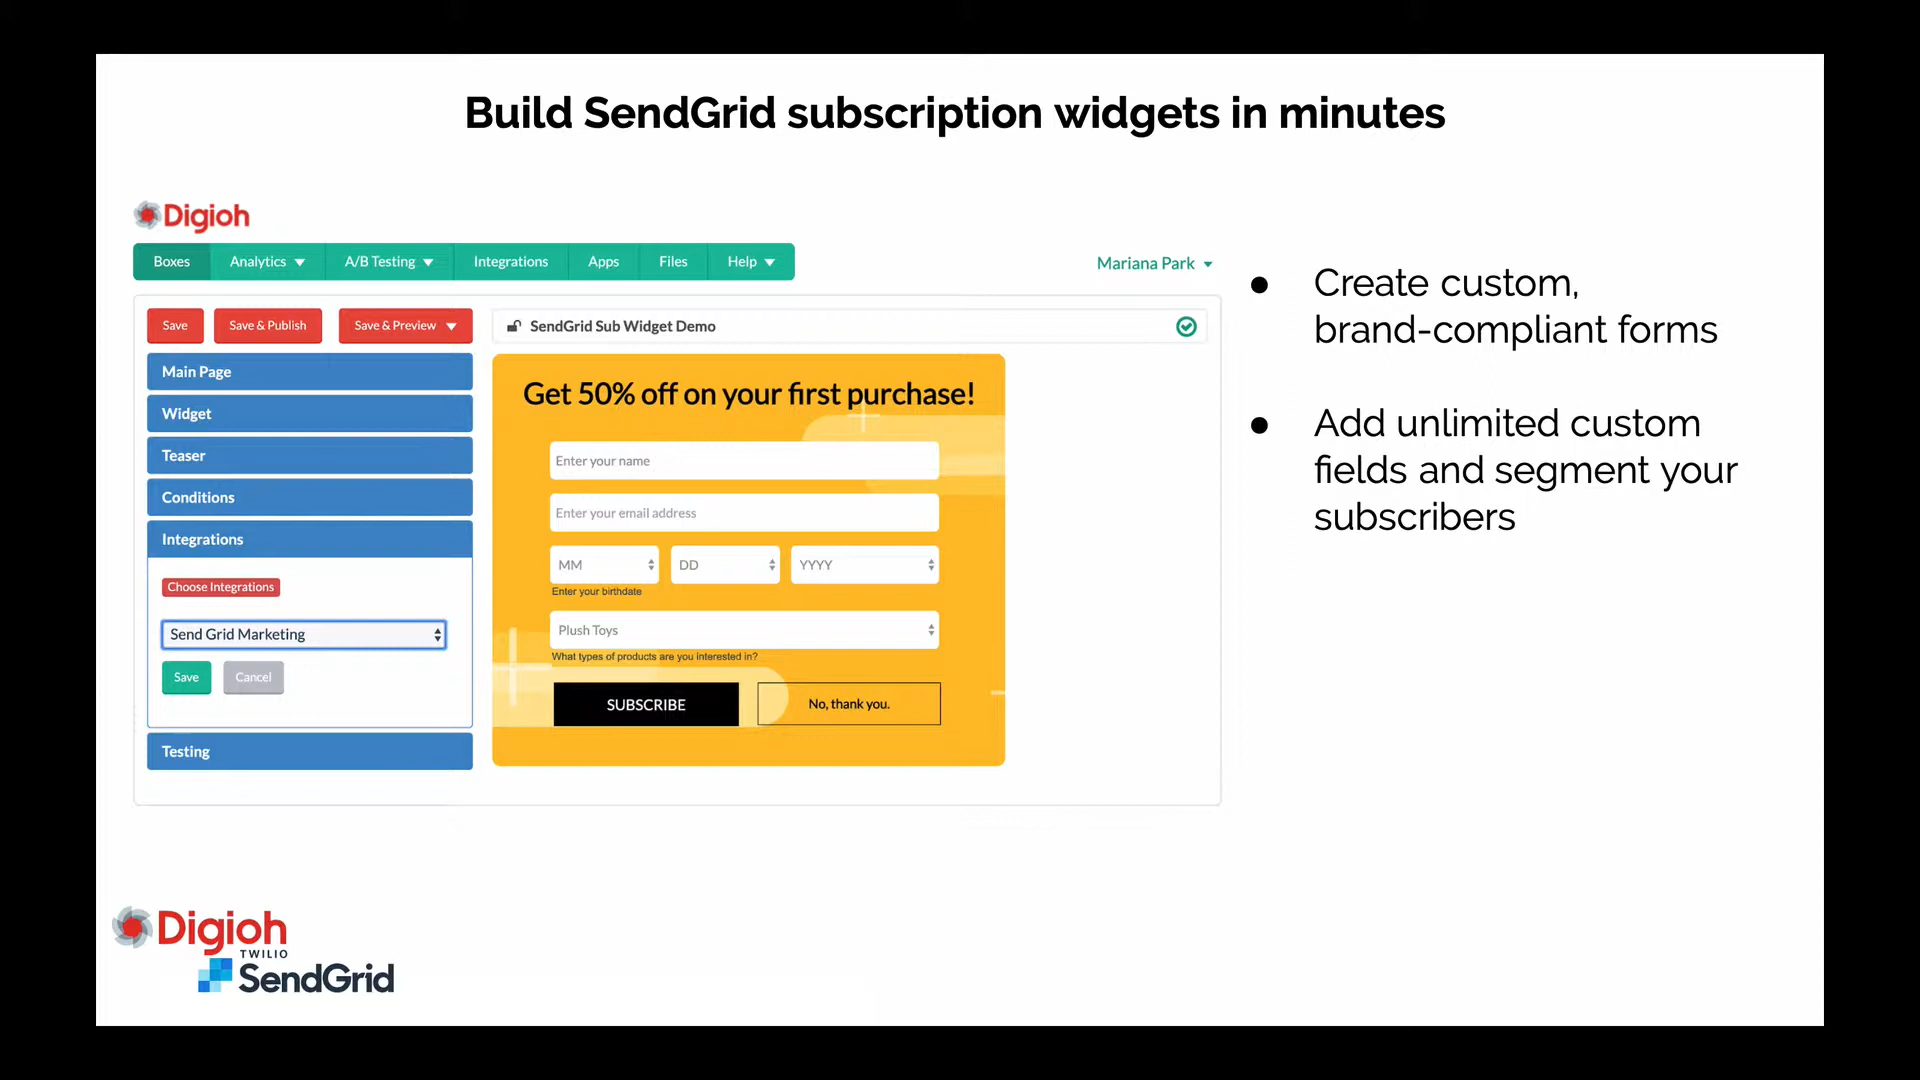 Build SendGrid subscription widgets in minutes
Digioh
Boxes Analytics A/B Testing Integrations Apps Files Help
Mariana Park
Save Save & Publish Save & Preview
SendGrid Sub Widget Demo
Main Page
Widget
Teaser
Conditions
Integrations
Choose Integrations
Send Grid Marketing
Save Cancel
Testing
Get 50% off on your first purchase!
Enter your name
Enter your email address
MM DD YYYY
Enter your birthdate
Plush Toys
What types of products are you interested in?
SUBSCRIBE No, thank you.
● Create custom,
brand-compliant forms
● Add unlimited custom
fields and segment your
subscribers
Digioh
TWILIO
SendGrid